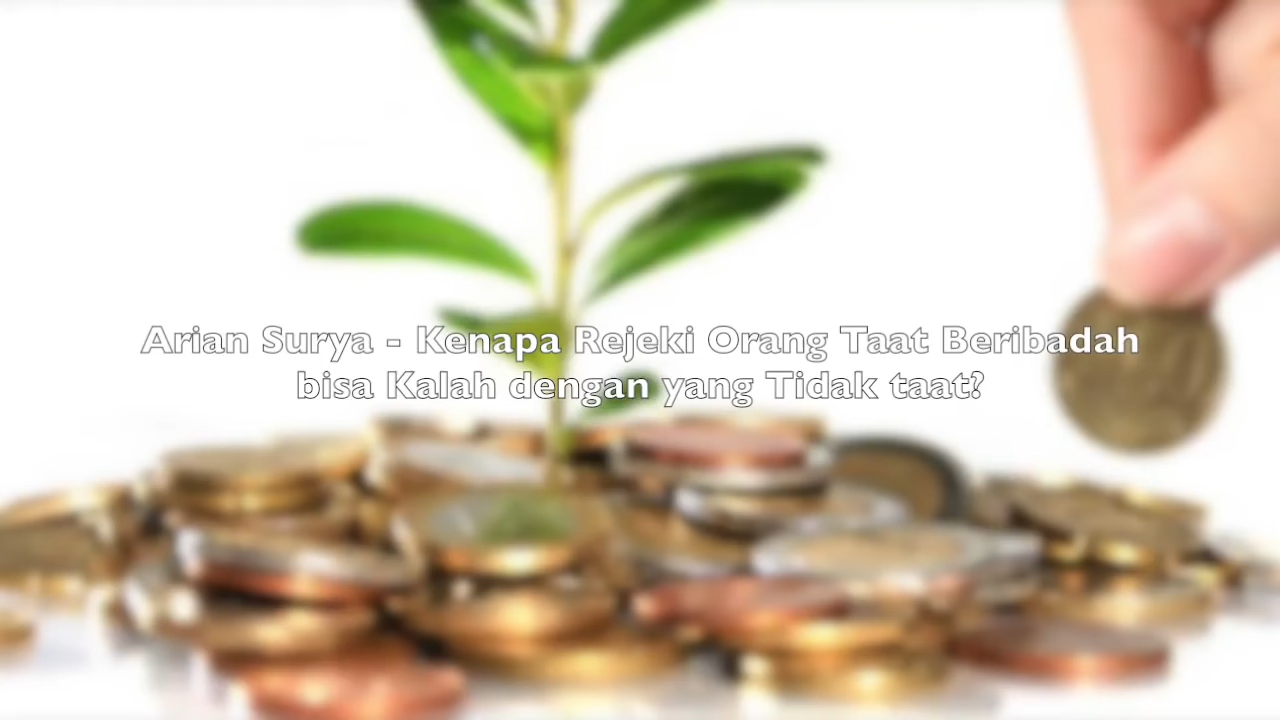 Arian Surya - Kenapa Rejeki Orang Taat Beribadah
bisa Kalah dengan yang Tidak taat?